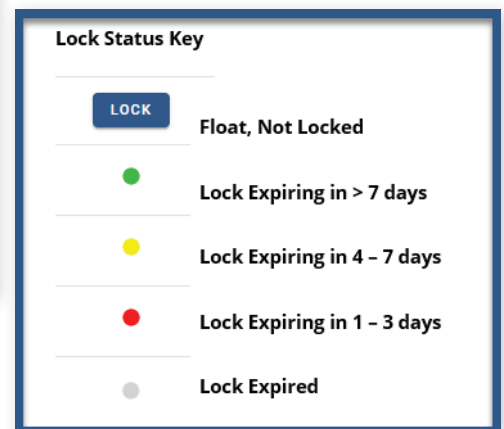 Lock Status Key
LOCK
Float, Not Locked
Lock Expiring in > 7 days
Lock Expiring in 4 – 7 days
Lock Expiring in 1 – 3 days
Lock Expired